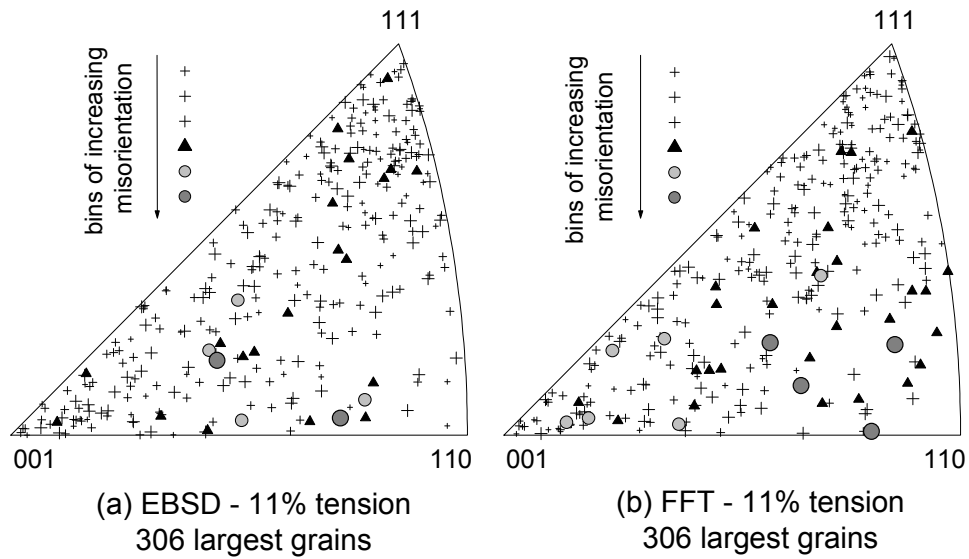 111
bins of increasing
misorientation
001
110
(a) EBSD - 11% tension
306 largest grains
111
bins of increasing
misorientation
001
110
(b) FFT - 11% tension
306 largest grains